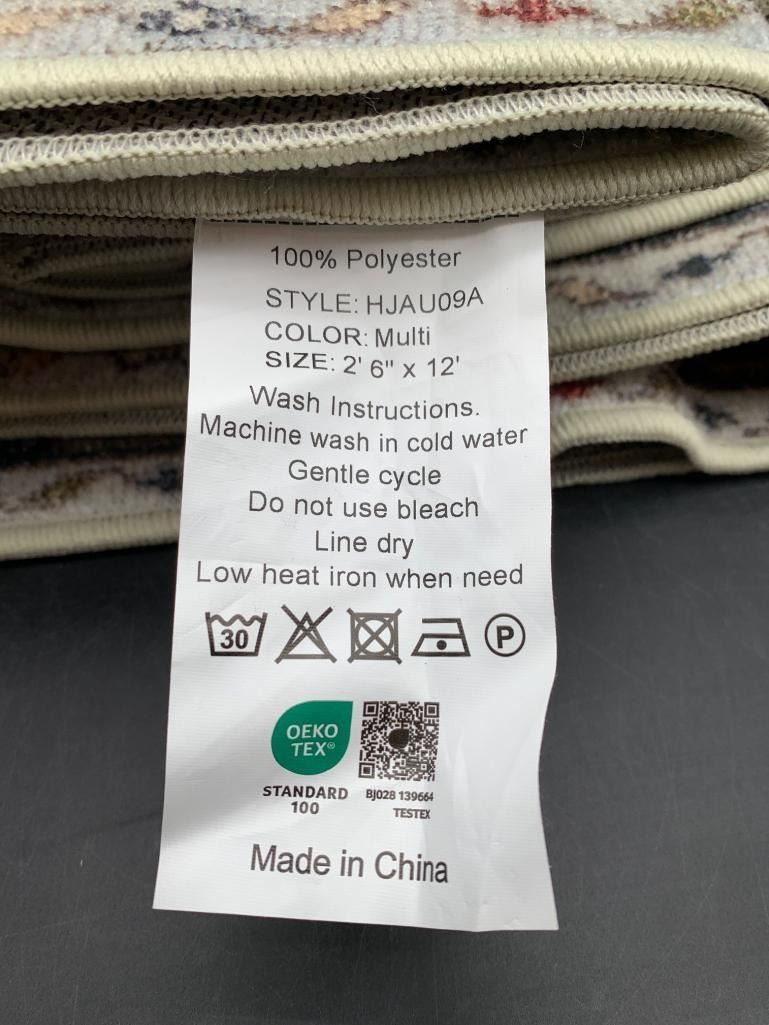 100% Polyester
STYLE: HJAU09A
COLOR: Multi
SIZE: 2' 6" x 12'
Wash Instructions.
Machine wash in cold water
Gentle cycle
Do not use bleach
Line dry
Low heat iron when need
30
P
OEKO
TEX®
STANDARD
100
BJ028 139664
TESTEX
Made in China